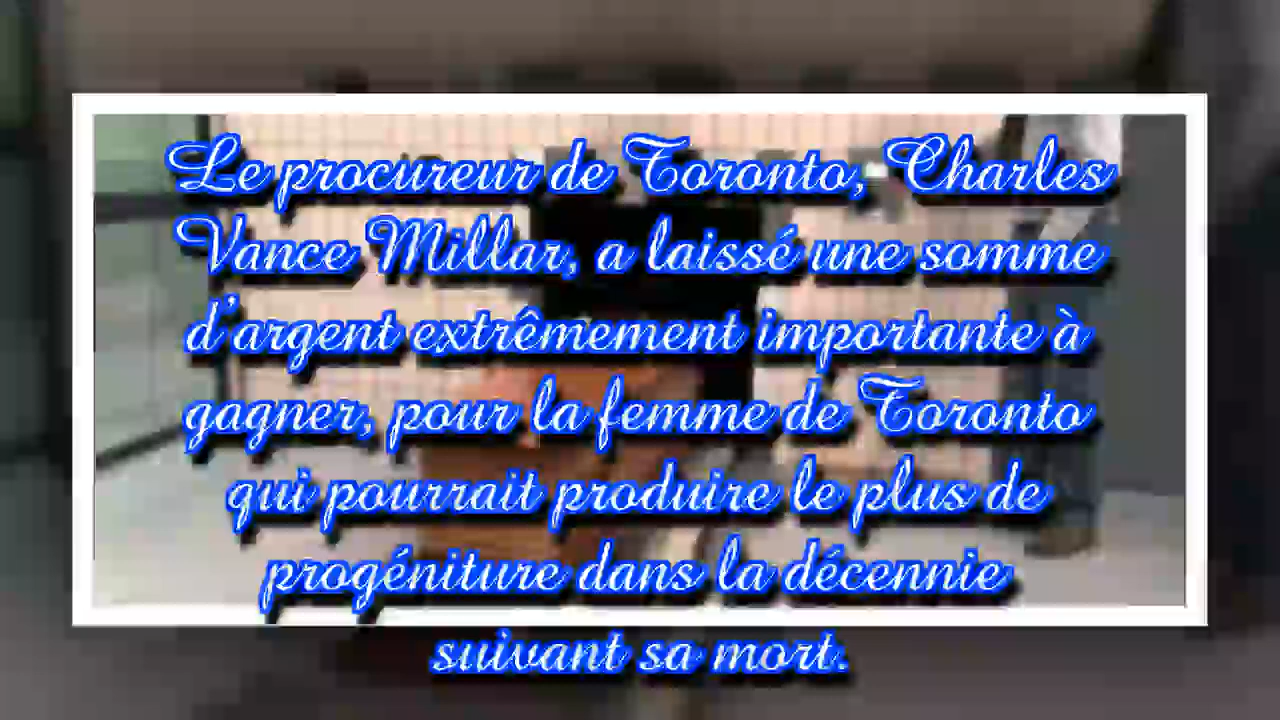 Le procureur de Toronto, Charles
Vance Millar, a laissé une somme
d'argent extrêmement importante à
gagner, pour la femme de Toronto
qui pourrait produire le plus de
progéniture dans la décennie
suivant sa mort.